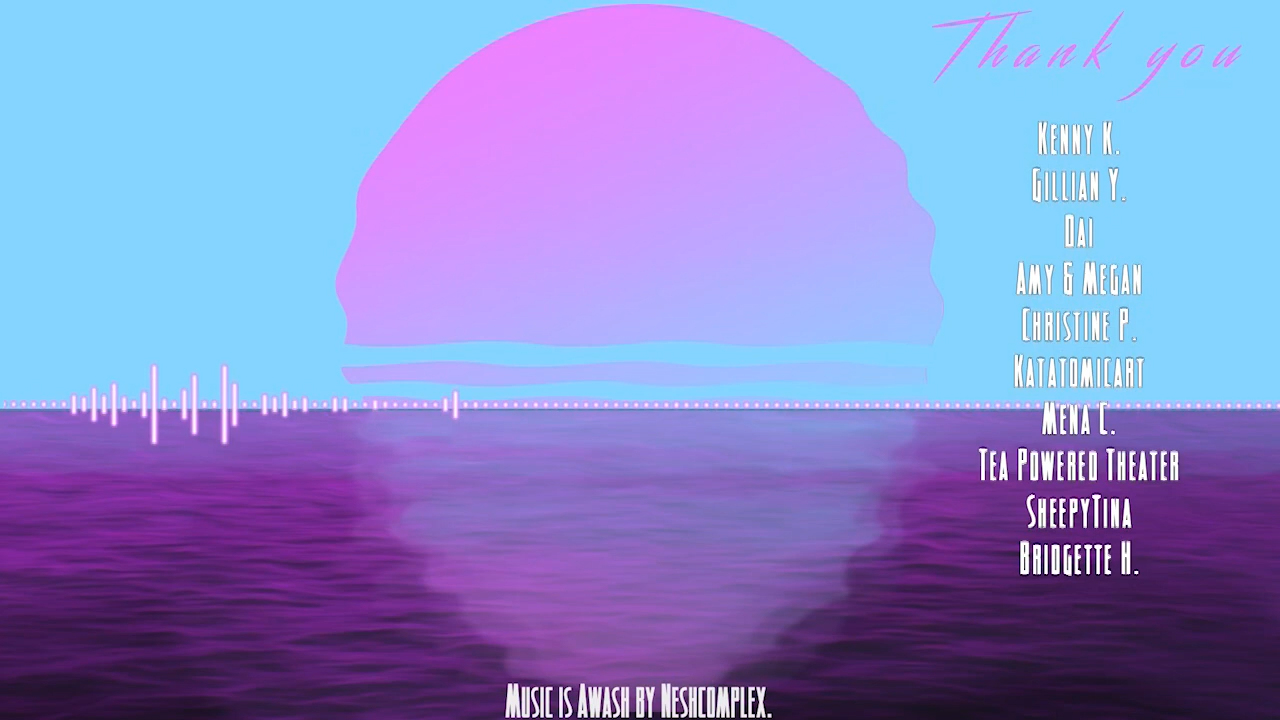 Thank you
Kenny K.
Gillian Y.
Dai
Amy & Megan
Christine P.
Katatomicart
Mena C.
Tea Powered Theater
SheepyTina
Bridgette H.
Music is Awash by Neshcomplex.